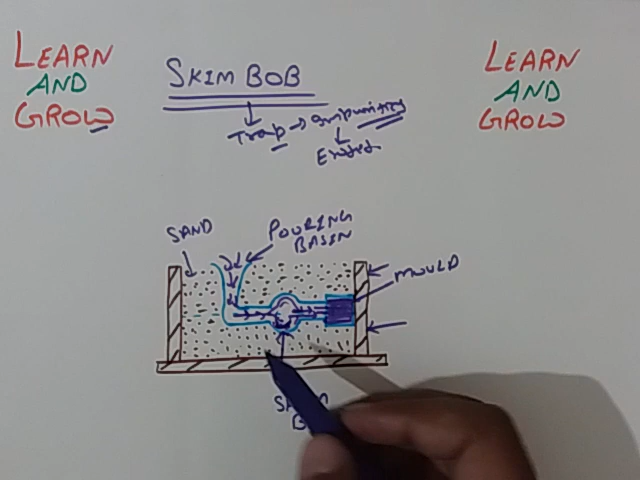 LEARN
AND
GROW
SKIM BOB
LEARN
AND
GROW
Trap → impurities
SAND
POURING
BASIN
MOULD